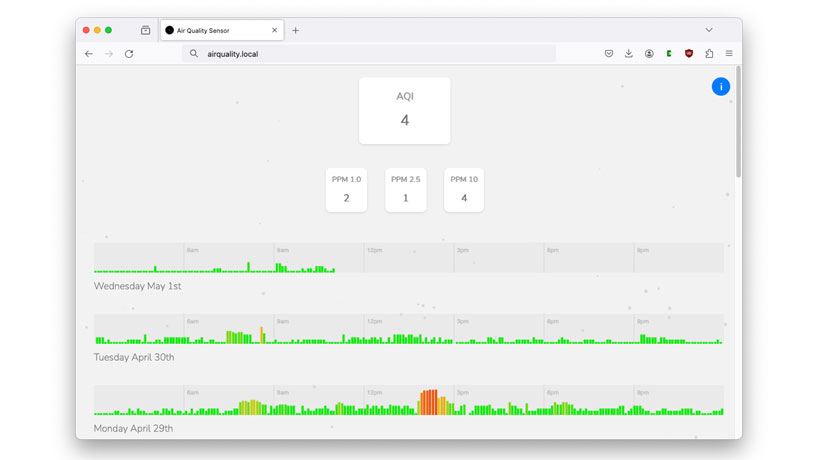 Air Quality Sensor
airquality.local
i
AQI
4
PPM 1.0
2
PPM 2.5
1
PPM 10
4
6am 9am 12pm 3pm 6pm 9pm
Wednesday May 1st
6am 9am 12pm 3pm 6pm 9pm
Tuesday April 30th
6am 9am 12pm 3pm 6pm 9pm
Monday April 29th